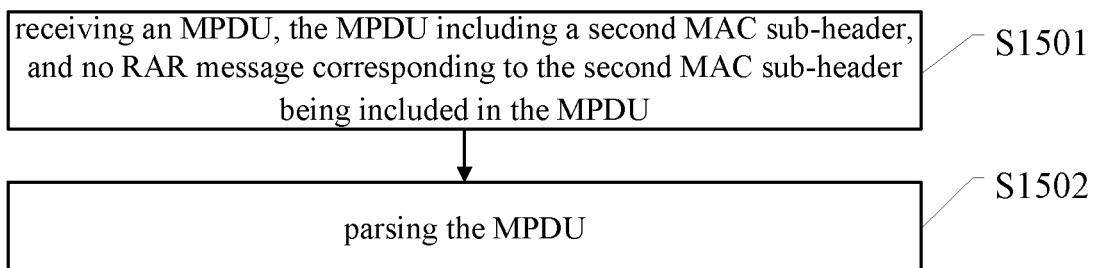 receiving an MPDU, the MPDU including a second MAC sub-header,
and no RAR message corresponding to the second MAC sub-header
being included in the MPDU
S1501
parsing the MPDU
S1502